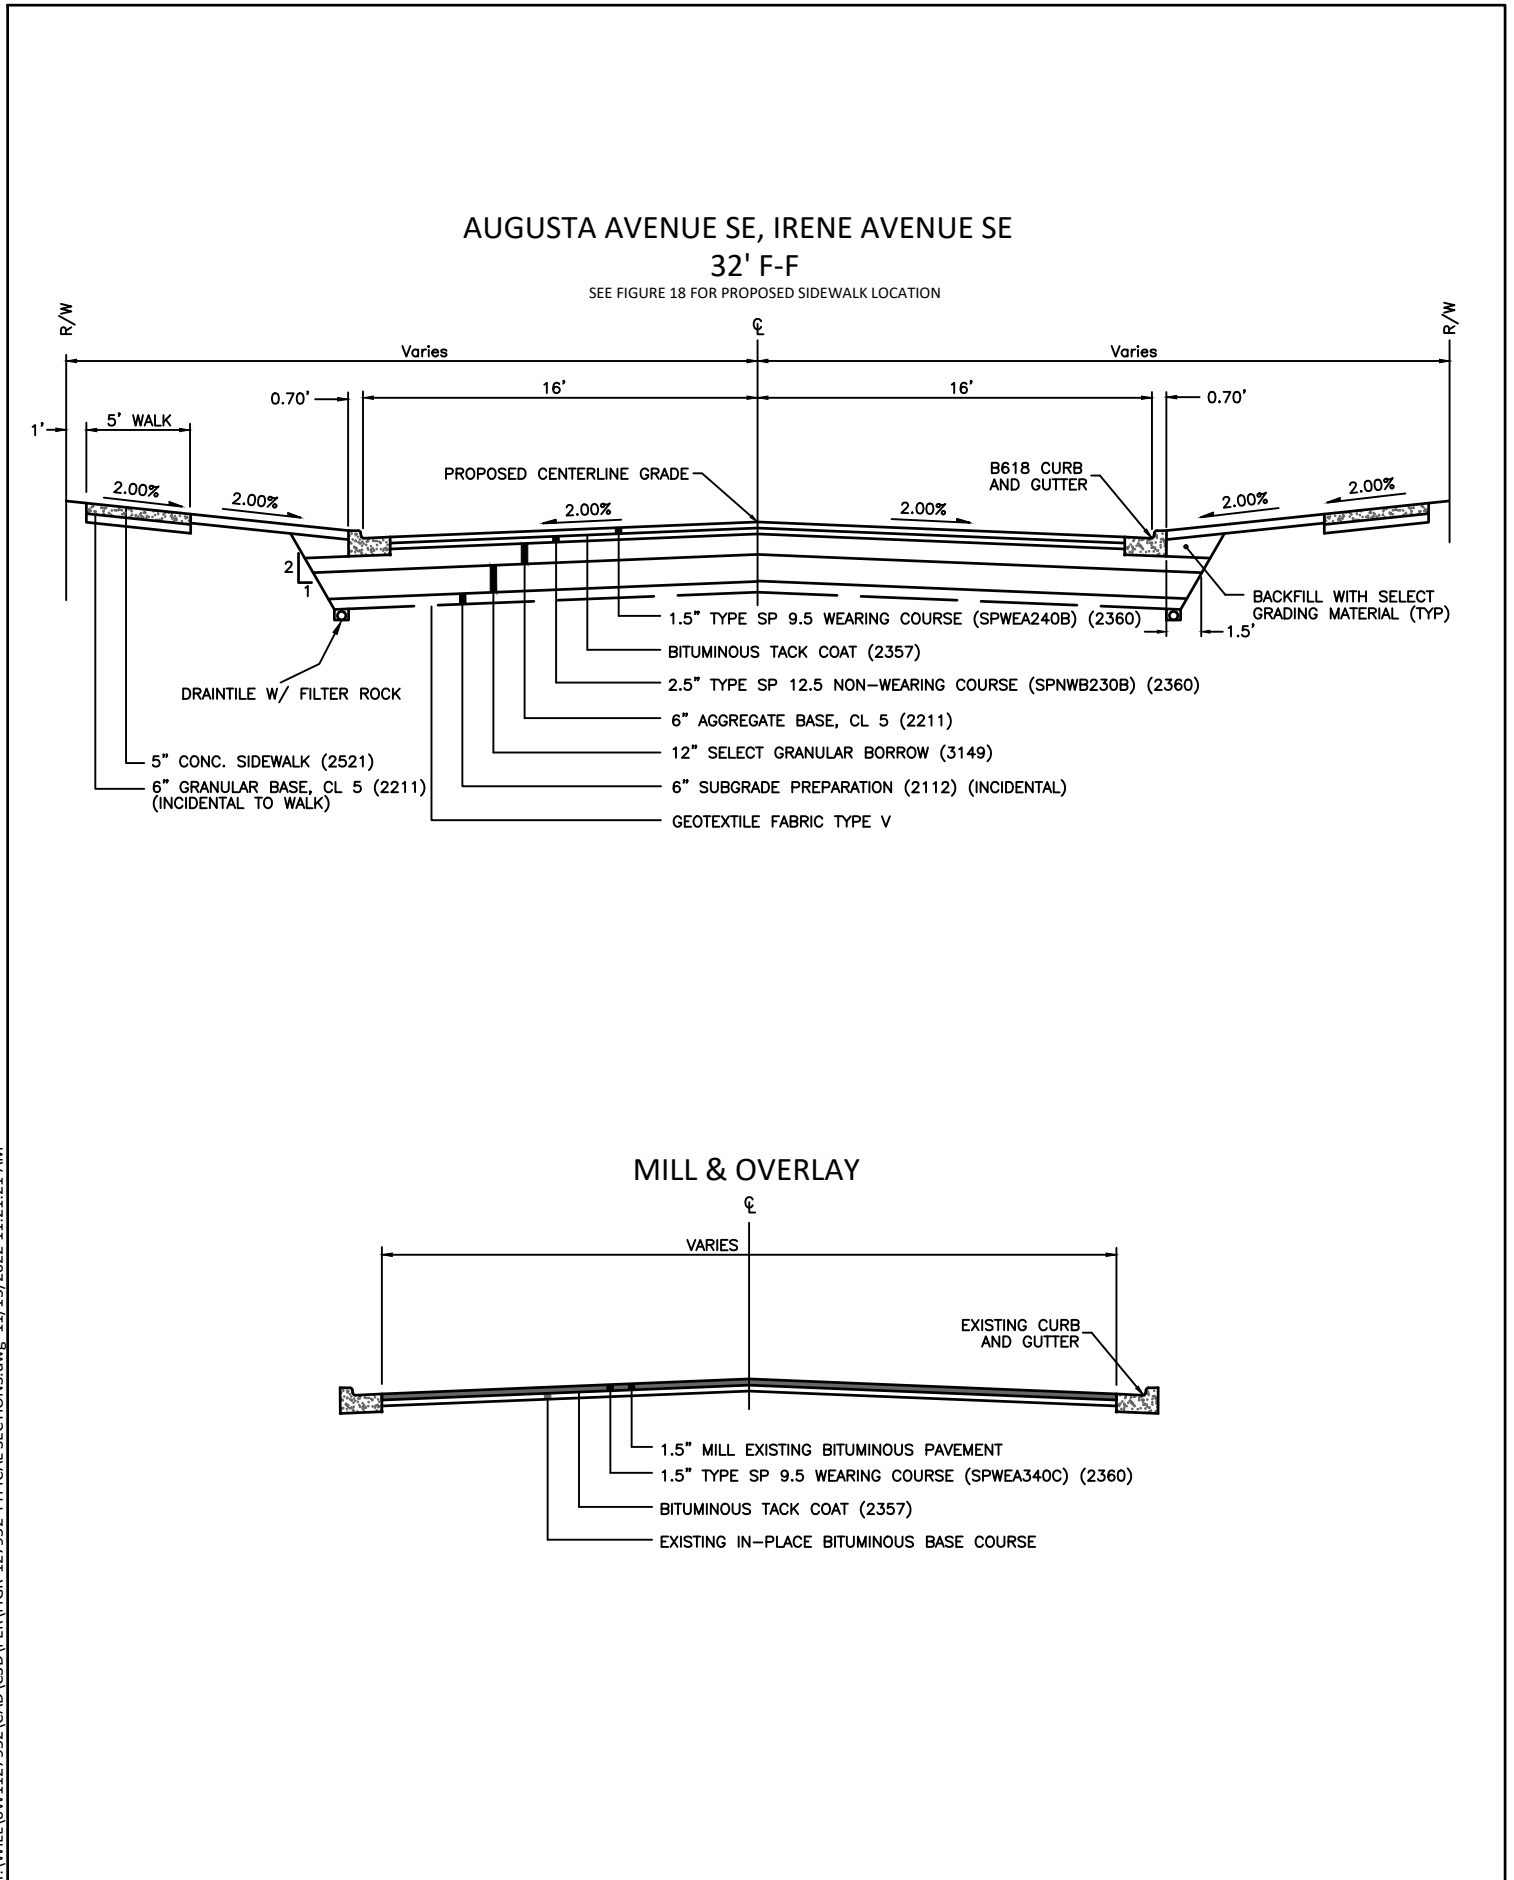 AUGUSTA AVENUE SE, IRENE AVENUE SE
32' F-F
SEE FIGURE 18 FOR PROPOSED SIDEWALK LOCATION
R/W
℄
R/W
Varies
Varies
0.70'
16'
16'
0.70'
1'
5' WALK
PROPOSED CENTERLINE GRADE
B618 CURB
AND GUTTER
2.00%
2.00%
2.00%
2.00%
2.00%
2.00%
2
1
BACKFILL WITH SELECT
GRADING MATERIAL (TYP)
1.5'
1.5" TYPE SP 9.5 WEARING COURSE (SPWEA240B) (2360)
BITUMINOUS TACK COAT (2357)
2.5" TYPE SP 12.5 NON-WEARING COURSE (SPNWB230B) (2360)
DRAINTILE W/ FILTER ROCK
6" AGGREGATE BASE, CL 5 (2211)
12" SELECT GRANULAR BORROW (3149)
5" CONC. SIDEWALK (2521)
6" GRANULAR BASE, CL 5 (2211)
(INCIDENTAL TO WALK)
6" SUBGRADE PREPARATION (2112) (INCIDENTAL)
GEOTEXTILE FABRIC TYPE V
MILL & OVERLAY
℄
VARIES
EXISTING CURB
AND GUTTER
1.5" MILL EXISTING BITUMINOUS PAVEMENT
1.5" TYPE SP 9.5 WEARING COURSE (SPWEA340C) (2360)
BITUMINOUS TACK COAT (2357)
EXISTING IN-PLACE BITUMINOUS BASE COURSE